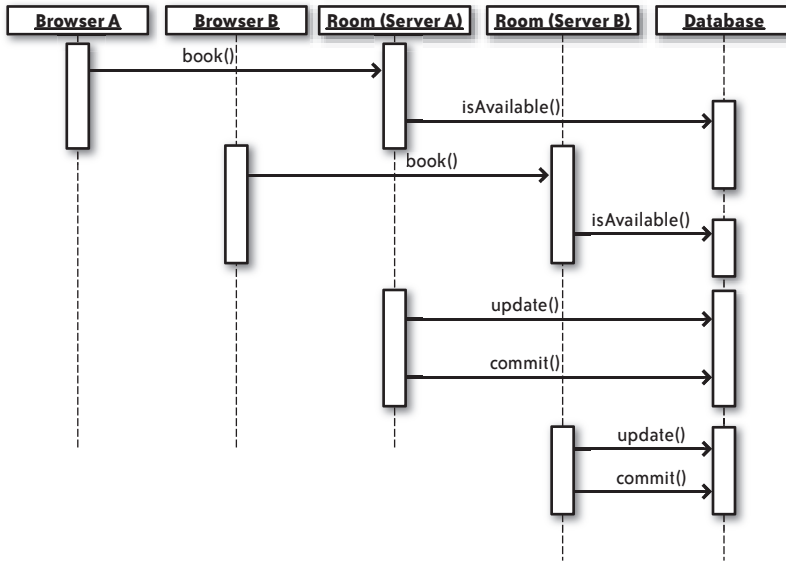 Browser A
Browser B
Room (Server A)
Room (Server B)
Database
book()
isAvailable()
book()
isAvailable()
update()
commit()
update()
commit()